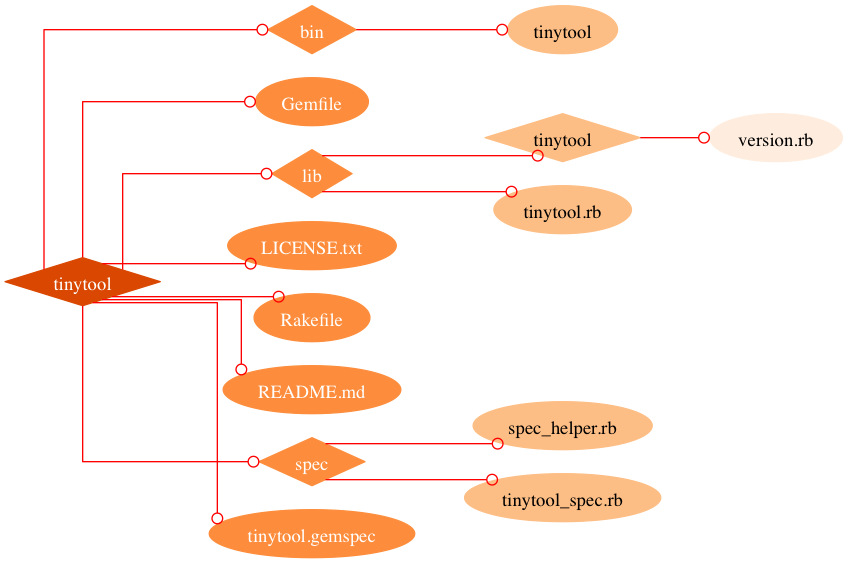 bin
tinytool
Gemfile
tinytool
version.rb
lib
tinytool.rb
LICENSE.txt
tinytool
Rakefile
README.md
spec_helper.rb
spec
tinytool_spec.rb
tinytool.gemspec